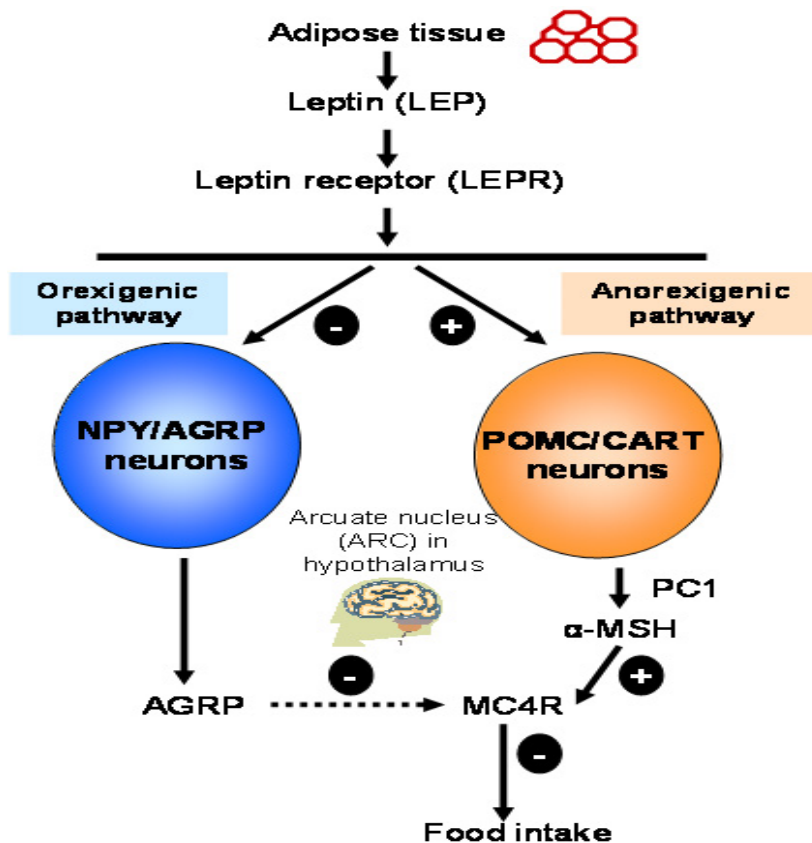 Adipose tissue
Leptin (LEP)
Leptin receptor (LEPR)
Orexigenic
pathway
-
+
Anorexigenic
pathway
NPY/AGRP
neurons
POMC/CART
neurons
Arcuate nucleus
(ARC) in
hypothalamus
PC1
α-MSH
-
+
AGRP
MC4R
-
Food intake